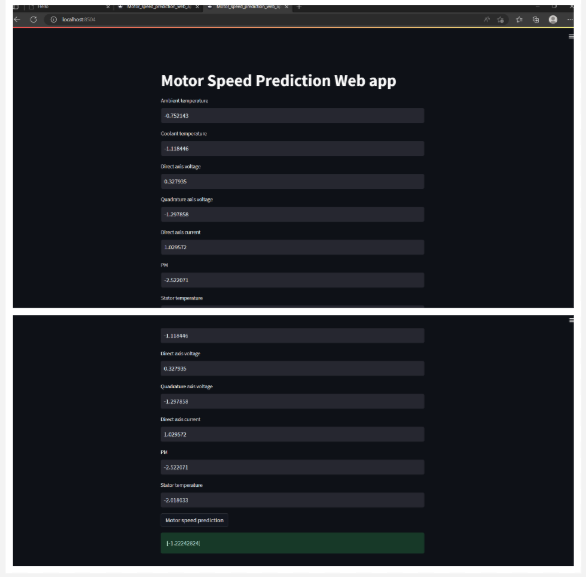 Motor_speed_prediction_web_a
Motor_speed_prediction_web_a
localhost:8504
Motor Speed Prediction Web app
Ambient temperature
-0.752143
Coolant temperature
-1.118446
Direct axis voltage
0.327935
Quadrature axis voltage
-1.297858
Direct axis current
1.029572
PM
-2.522071
Stator temperature
-1.118446
Direct axis voltage
0.327935
Quadrature axis voltage
-1.297858
Direct axis current
1.029572
PM
-2.522071
Stator temperature
-2.018033
Motor speed prediction
[-1.22242824]